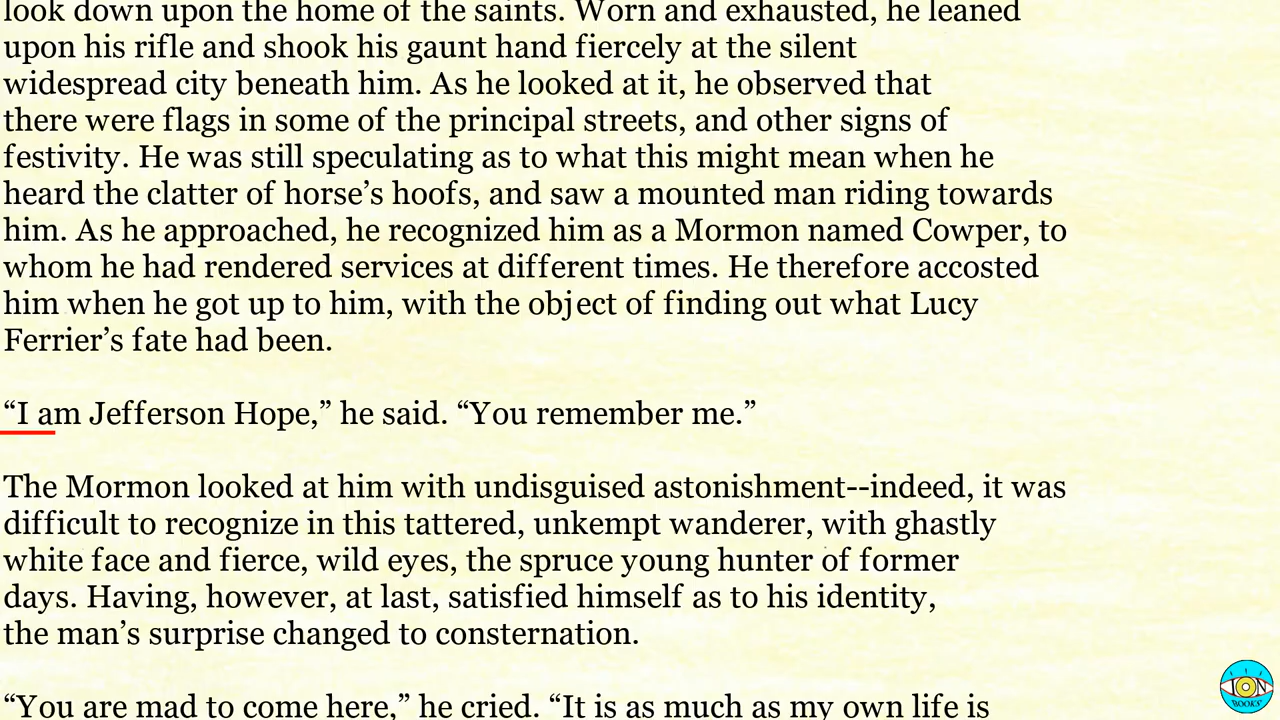 look down upon the home of the saints. Worn and exhausted, he leaned
upon his rifle and shook his gaunt hand fiercely at the silent
widespread city beneath him. As he looked at it, he observed that
there were flags in some of the principal streets, and other signs of
festivity. He was still speculating as to what this might mean when he
heard the clatter of horse’s hoofs, and saw a mounted man riding towards
him. As he approached, he recognized him as a Mormon named Cowper, to
whom he had rendered services at different times. He therefore accosted
him when he got up to him, with the object of finding out what Lucy
Ferrier’s fate had been.
“I am Jefferson Hope,” he said. “You remember me.”
The Mormon looked at him with undisguised astonishment--indeed, it was
difficult to recognize in this tattered, unkempt wanderer, with ghastly
white face and fierce, wild eyes, the spruce young hunter of former
days. Having, however, at last, satisfied himself as to his identity,
the man’s surprise changed to consternation.
“You are mad to come here,” he cried. “It is as much as my own life is
ION
BOOKS